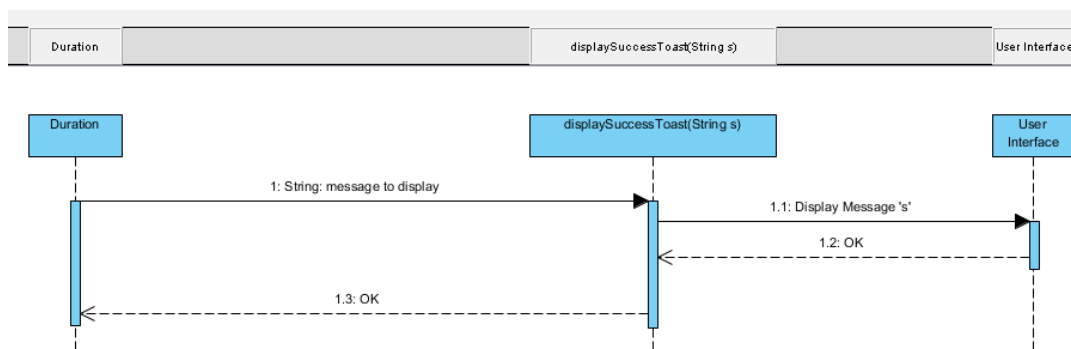 Duration
displaySuccessToast(String s)
User Interface
Duration
displaySuccessToast(String s)
User
Interface
1: String: message to display
1.1: Display Message 's'
1.2: OK
1.3: OK